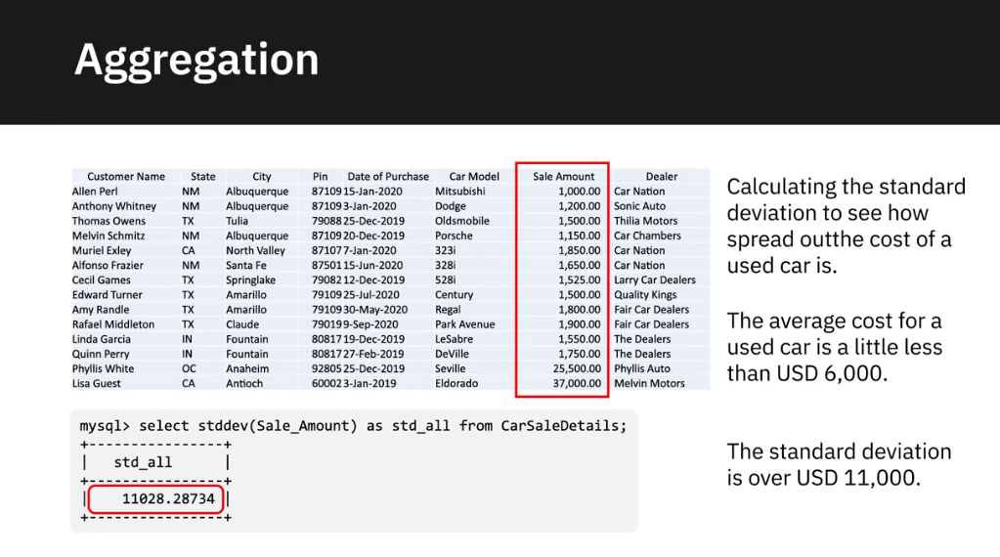 Aggregation
Customer Name State City Pin Date of Purchase Car Model Sale Amount Dealer
Allen Perl NM Albuquerque 87109 15-Jan-2020 Mitsubishi 1,000.00 Car Nation
Anthony Whitney NM Albuquerque 87109 3-Jan-2020 Dodge 1,200.00 Sonic Auto
Thomas Owens TX Tulia 79088 25-Dec-2019 Oldsmobile 1,500.00 Thilia Motors
Melvin Schmitz NM Albuquerque 87109 20-Dec-2019 Porsche 1,150.00 Car Chambers
Muriel Exley CA North Valley 87107 7-Jan-2020 323i 1,850.00 Car Nation
Alfonso Frazier NM Santa Fe 87501 15-Jun-2020 328i 1,650.00 Car Nation
Cecil Games TX Springlake 79082 12-Dec-2019 528i 1,525.00 Larry Car Dealers
Edward Turner TX Amarillo 79109 25-Jul-2020 Century 1,500.00 Quality Kings
Amy Randle TX Amarillo 79109 30-May-2020 Regal 1,800.00 Fair Car Dealers
Rafael Middleton TX Claude 79019 9-Sep-2020 Park Avenue 1,900.00 Fair Car Dealers
Linda Garcia IN Fountain 80817 19-Dec-2019 LeSabre 1,550.00 The Dealers
Quinn Perry IN Fountain 80817 27-Feb-2019 DeVille 1,750.00 The Dealers
Phyllis White OC Anaheim 92805 25-Dec-2019 Seville 25,500.00 Phyllis Auto
Lisa Guest CA Antioch 60002 3-Jan-2019 Eldorado 37,000.00 Melvin Motors
mysql> select stddev(Sale_Amount) as std_all from CarSaleDetails;
+----------------+
| std_all |
+----------------+
| 11028.28734 |
+----------------+
Calculating the standard
deviation to see how
spread outthe cost of a
used car is.
The average cost for a
used car is a little less
than USD 6,000.
The standard deviation
is over USD 11,000.